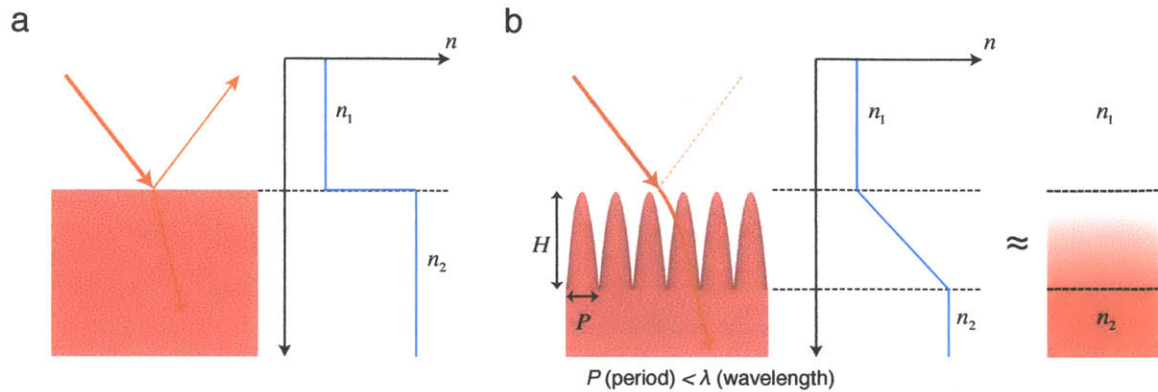 a
n
n₁
n₂
b
n
n₁
n₂
H
P
P (period) < λ (wavelength)
≈
n₁
n₂